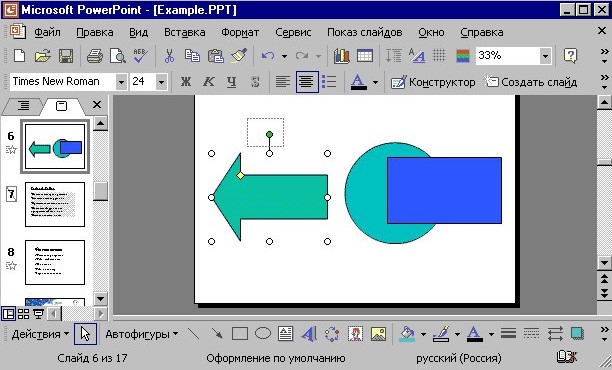 Microsoft PowerPoint - [Example.PPT]
Файл Правка Вид Вставка Формат Сервис Показ слайдов Окно Справка
33%
Times New Roman 24 Ж К Ч S А Конструктор Создать слайд
6
7
8
Действия Автофигуры А
Слайд 6 из 17 Оформление по умолчанию русский (Россия)